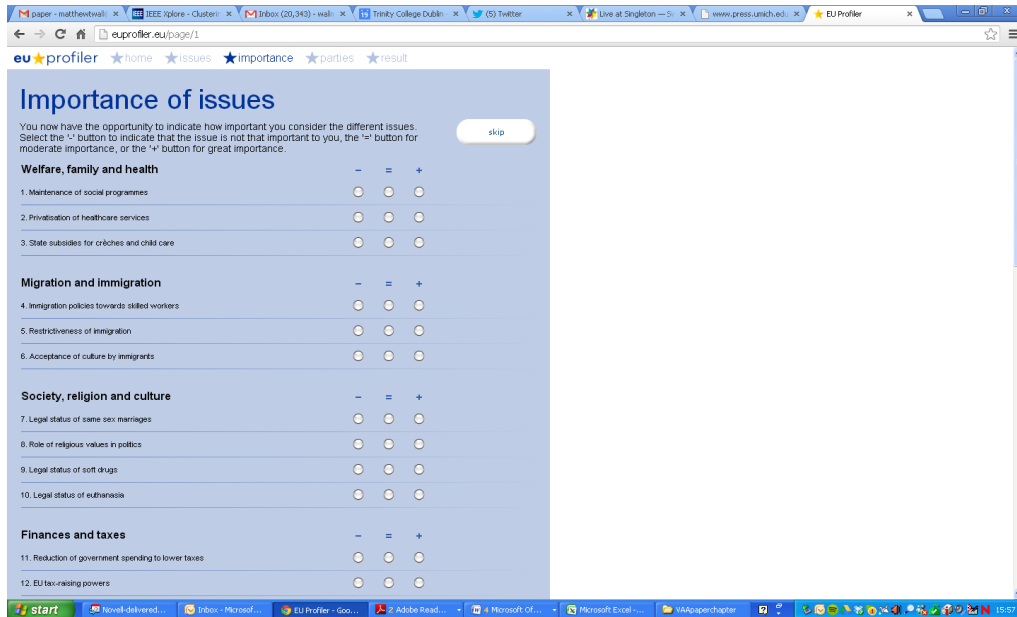 M paper - matthewtwalk
IEEE Xplore - Clusterin
M Inbox (20,343) - walln
Trinity College Dublin
(5) Twitter
Live at Singleton — S
www.press.umich.edu
EU Profiler
euprofiler.eu/page/1
eu profiler home issues importance parties result
Importance of issues
You now have the opportunity to indicate how important you consider the different issues.
Select the '-' button to indicate that the issue is not that important to you, the '=' button for
moderate importance, or the '+' button for great importance.
skip
Welfare, family and health - = +
1. Maintenance of social programmes
2. Privatisation of healthcare services
3. State subsidies for crèches and child care
Migration and immigration - = +
4. Immigration policies towards skilled workers
5. Restrictiveness of immigration
6. Acceptance of culture by immigrants
Society, religion and culture - = +
7. Legal status of same sex marriages
8. Role of religious values in politics
9. Legal status of soft drugs
10. Legal status of euthanasia
Finances and taxes - = +
11. Reduction of government spending to lower taxes
12. EU tax-raising powers
start
Novell-delivered...
Inbox - Microsof...
EU Profiler - Goo...
2 Adobe Read...
4 Microsoft Of...
Microsoft Excel -...
VAApaperchapter
15:57